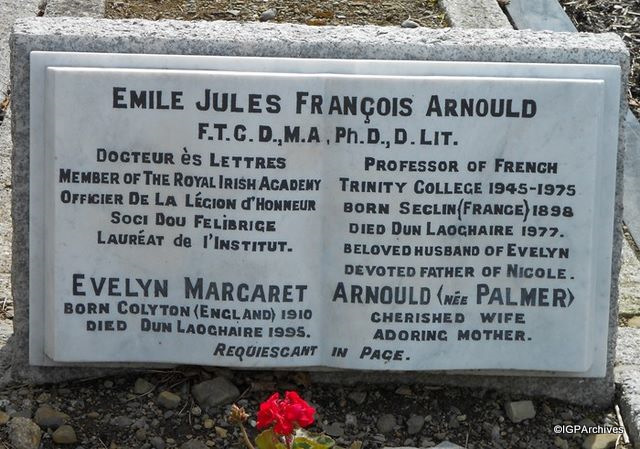 EMILE JULES FRANÇOIS ARNOULD
F.T.C.D., M.A, PH.D., D. LIT.
DOCTEUR ÈS LETTRES
MEMBER OF THE ROYAL IRISH ACADEMY
OFFICIER DE LA LÉGION D'HONNEUR
SOCI DOU FELIBRIGE
LAURÉAT DE L'INSTITUT.
PROFESSOR OF FRENCH
TRINITY COLLEGE 1945-1975
BORN SECLIN (FRANCE) 1898
DIED DUN LAOGHAIRE 1977.
BELOVED HUSBAND OF EVELYN
DEVOTED FATHER OF NICOLE.
EVELYN MARGARET ARNOULD (NÉE PALMER)
BORN COLYTON (ENGLAND) 1910
DIED DUN LAOGHAIRE 1995.
CHERISHED WIFE
ADORING MOTHER.
REQUIESCANT IN PACE.
©IGPArchives